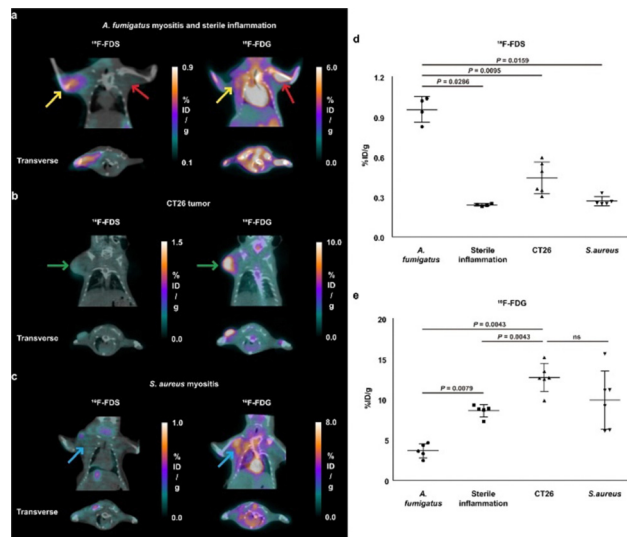 a
A. fumigatus myositis and sterile inflammation
¹⁸F-FDS
¹⁸F-FDG
0.9
% ID / g
0.1
6.0
% ID / g
0.0
Transverse
b
CT26 tumor
¹⁸F-FDS
¹⁸F-FDG
1.5
% ID / g
0.0
10.0
% ID / g
0.0
Transverse
c
S. aureus myositis
¹⁸F-FDS
¹⁸F-FDG
1.0
% ID / g
0.0
8.0
% ID / g
0.0
Transverse
d
¹⁸F-FDS
P = 0.0159
P = 0.0095
P = 0.0286
1.2
0.9
0.6
0.3
0.0
%ID/g
A. fumigatus
Sterile inflammation
CT26
S.aureus
e
¹⁸F-FDG
P = 0.0043
P = 0.0043
ns
P = 0.0079
20
15
10
5
0
%ID/g
A. fumigatus
Sterile inflammation
CT26
S.aureus